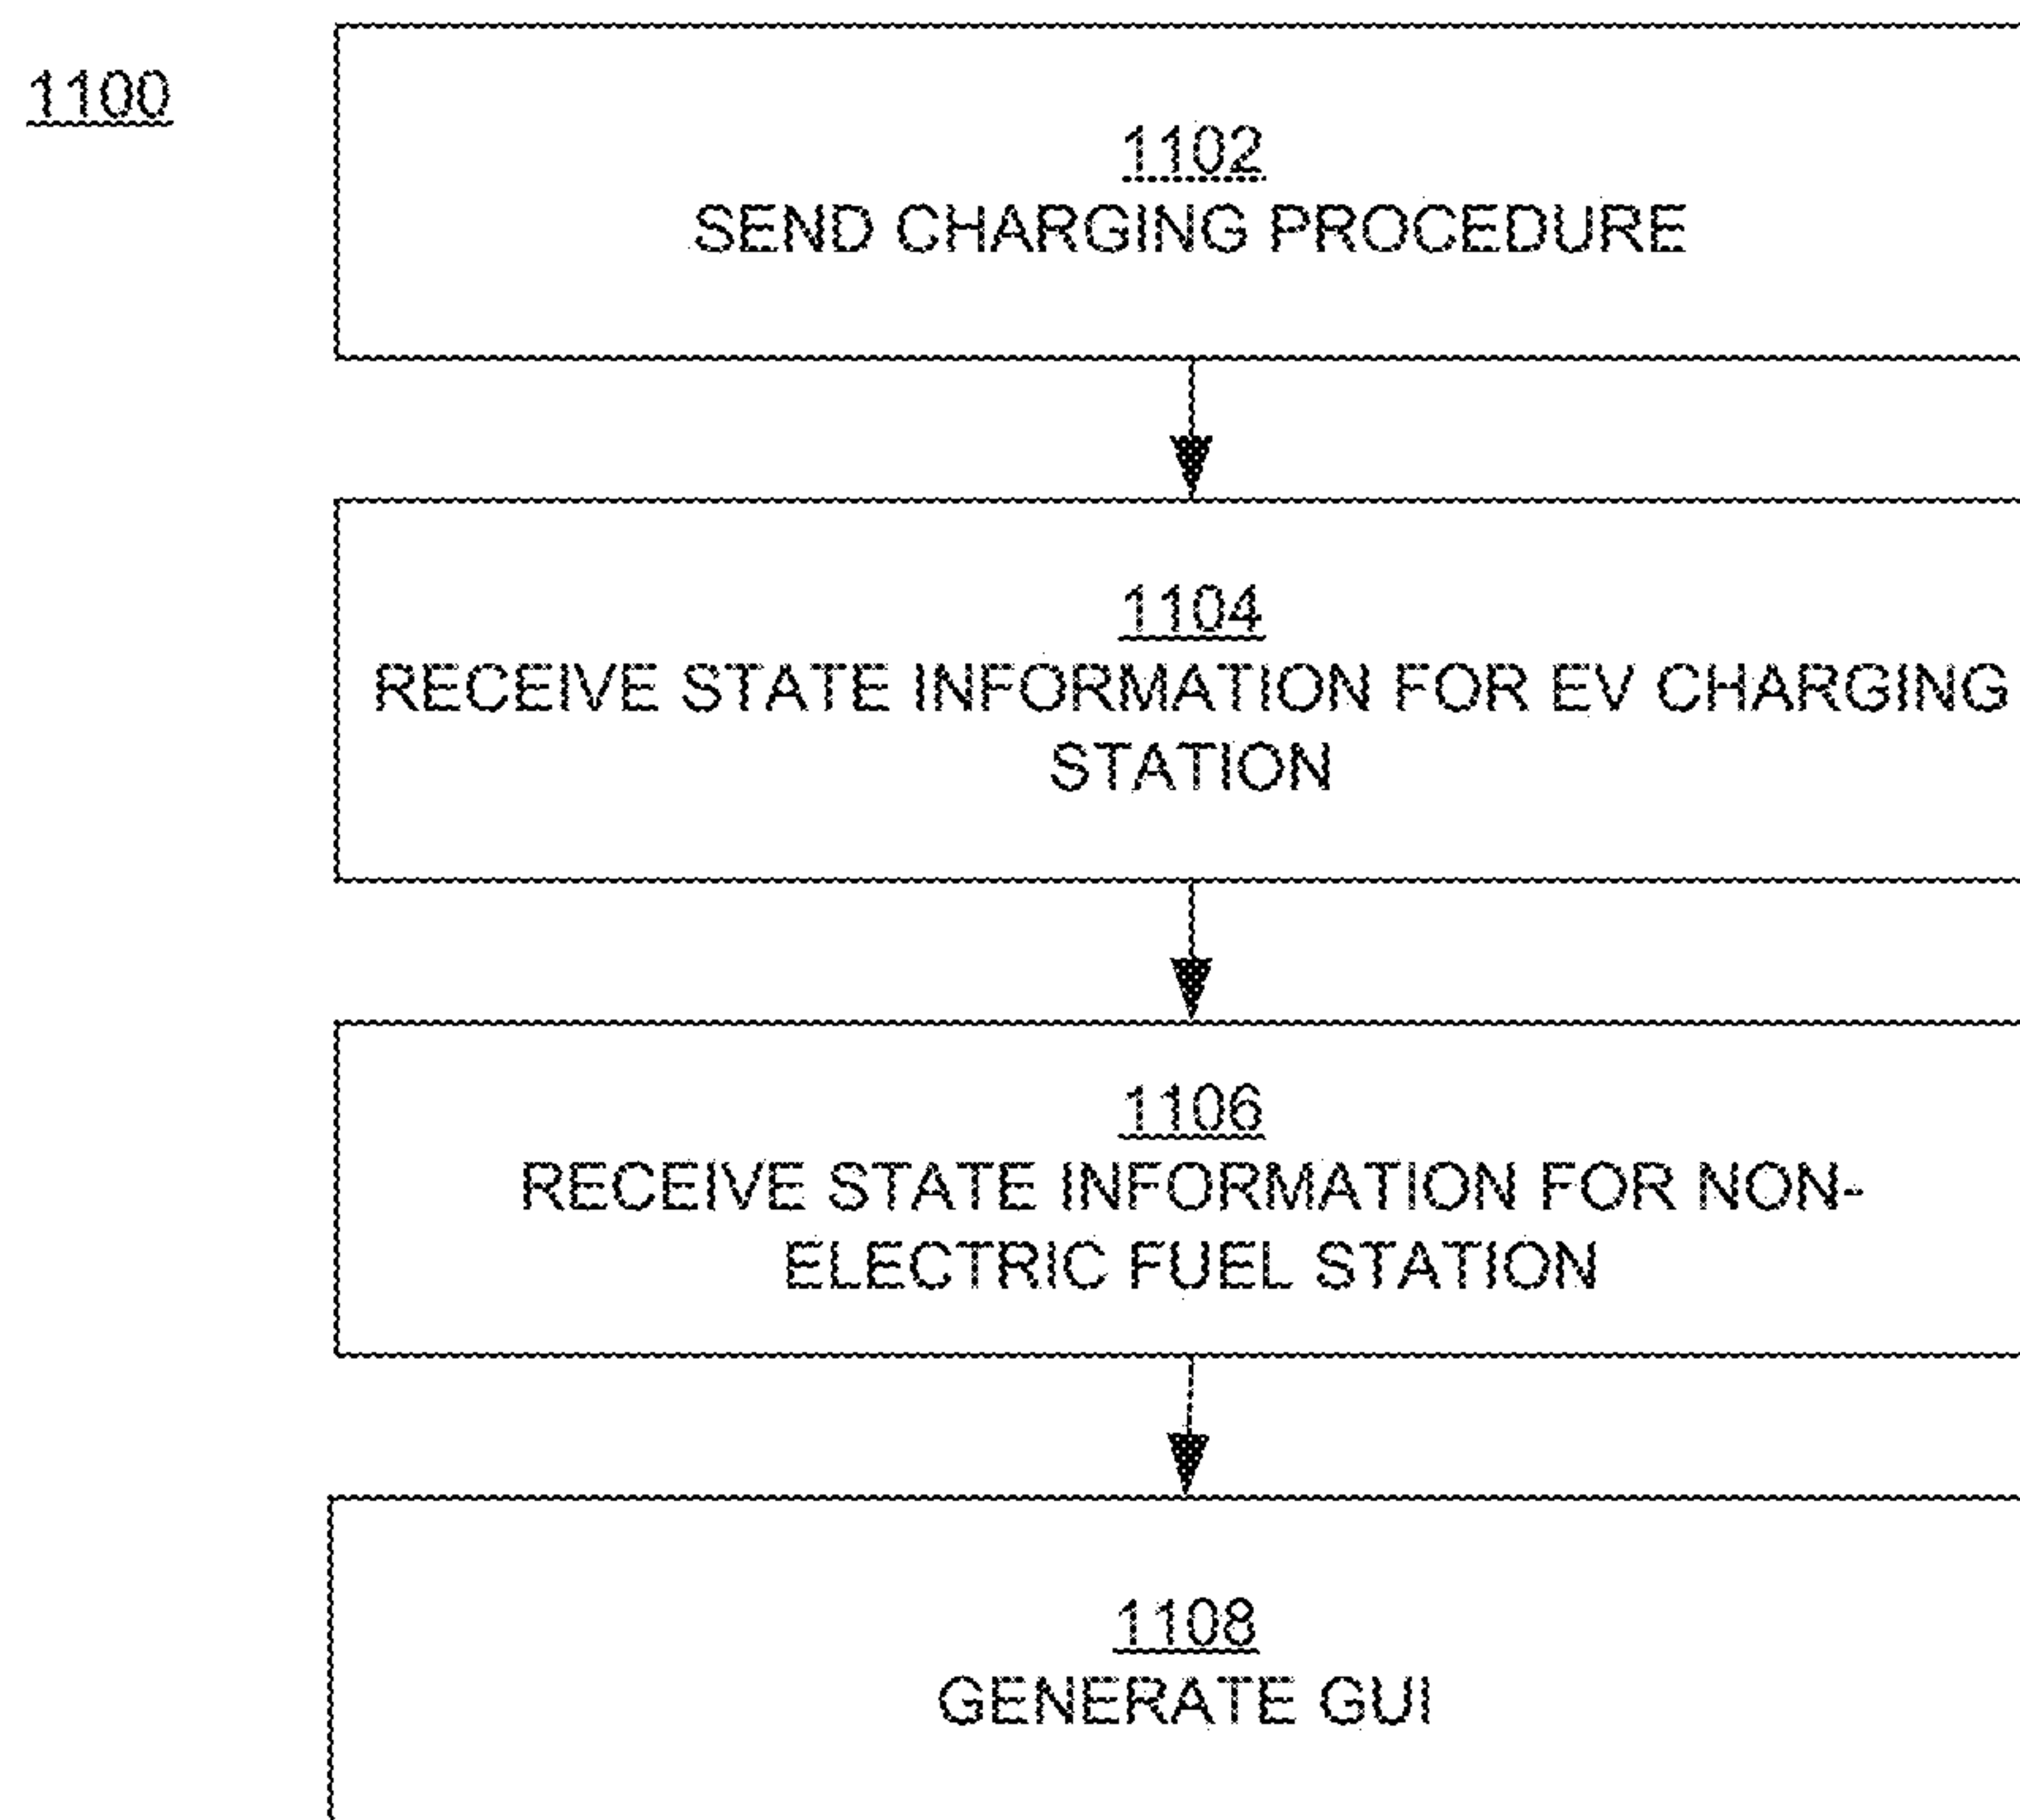 1100
1102
SEND CHARGING PROCEDURE
1104
RECEIVE STATE INFORMATION FOR EV CHARGING
STATION
1106
RECEIVE STATE INFORMATION FOR NON-
ELECTRIC FUEL STATION
1108
GENERATE GUI